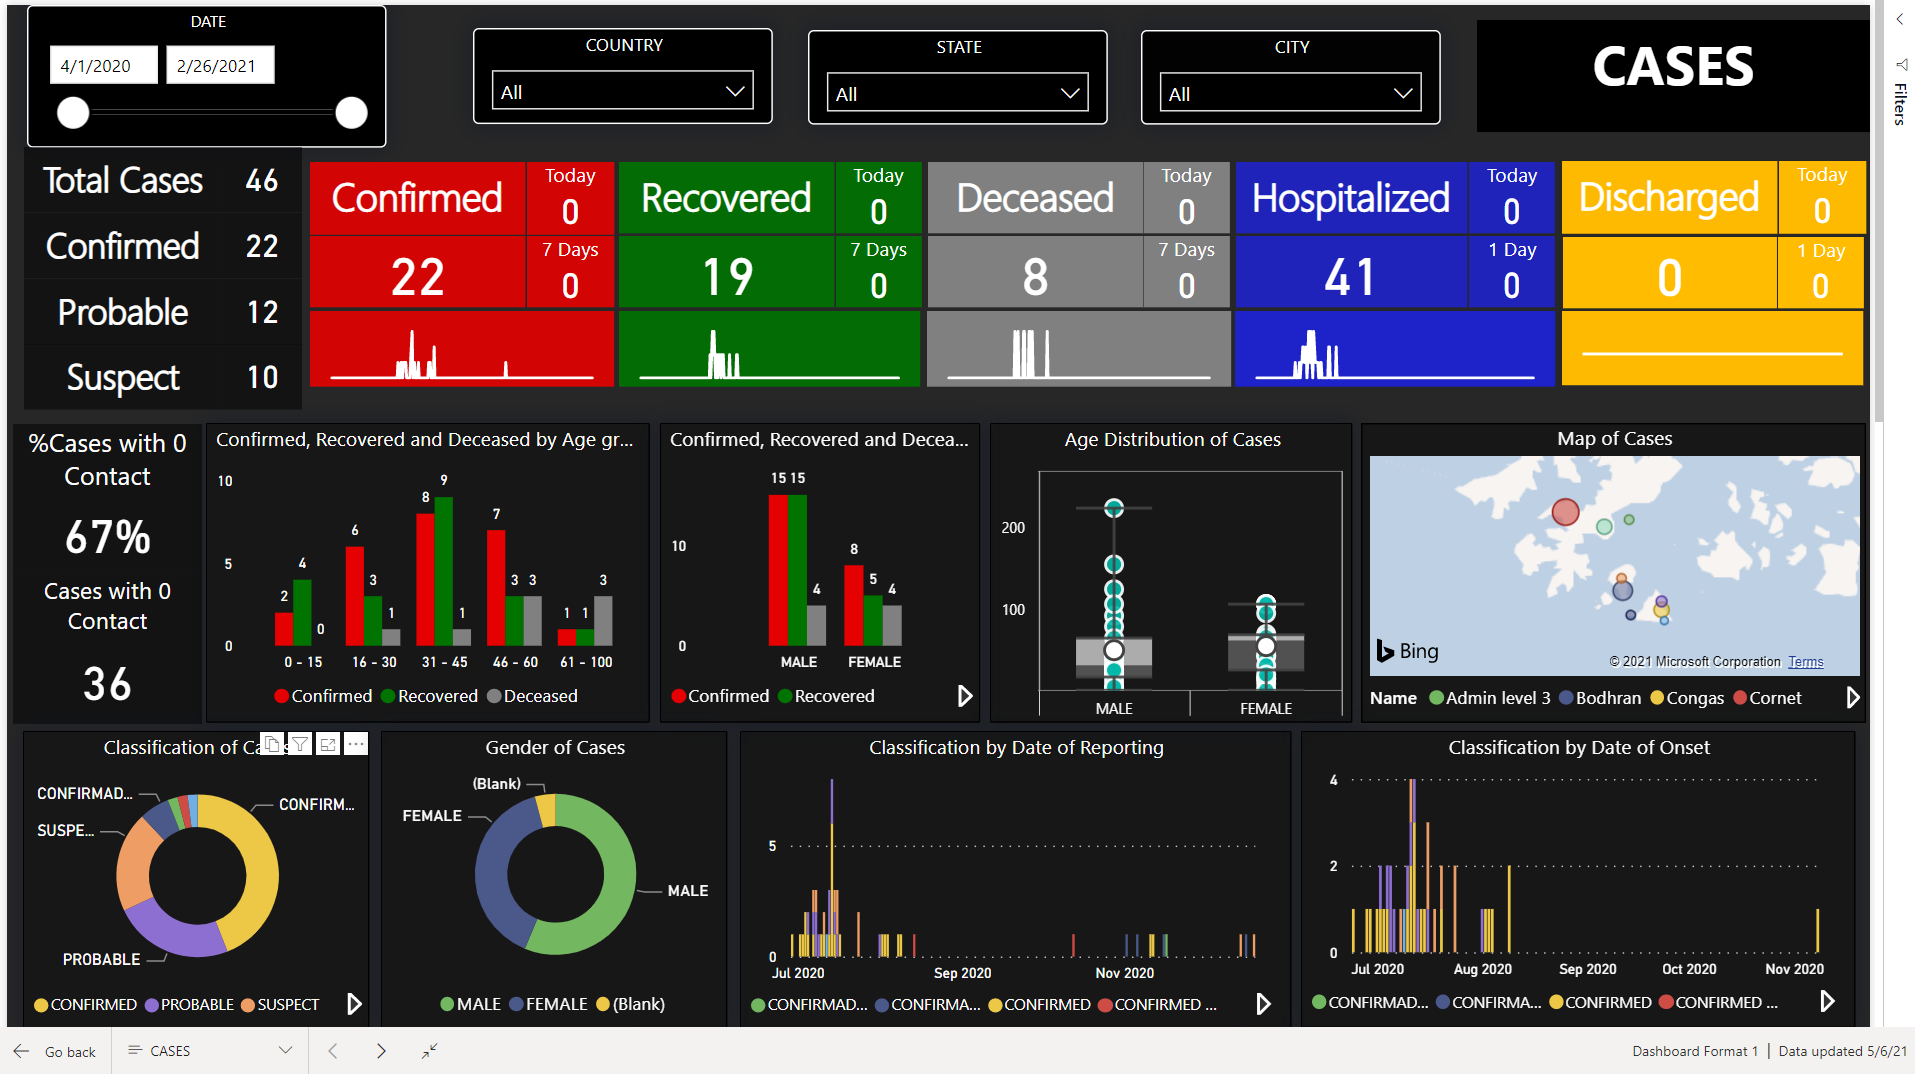 DATE
4/1/2020
2/26/2021
COUNTRY
All
STATE
All
CITY
All
CASES
Filters
Total Cases 46
Confirmed 22
Probable 12
Suspect 10
Confirmed
Today
0
22
7 Days
0
Recovered
Today
0
19
7 Days
0
Deceased
Today
0
8
7 Days
0
Hospitalized
Today
0
41
1 Day
0
Discharged
Today
0
0
1 Day
0
%Cases with 0
Contact
67%
Cases with 0
Contact
36
Confirmed, Recovered and Deceased by Age gr...
10
5
0
2
4
0
6
3
1
8
9
1
7
3
3
1
1
3
0 - 15
16 - 30
31 - 45
46 - 60
61 - 100
Confirmed Recovered Deceased
Confirmed, Recovered and Decea...
10
0
15
15
4
8
5
4
MALE
FEMALE
Confirmed Recovered
Age Distribution of Cases
200
100
MALE
FEMALE
Map of Cases
Bing
© 2021 Microsoft Corporation Terms
Name Admin level 3 Bodhran Congas Cornet
Classification of Ca
CONFIRMAD...
CONFIRM...
SUSPE...
PROBABLE
CONFIRMED PROBABLE SUSPECT
Gender of Cases
(Blank)
FEMALE
MALE
MALE FEMALE (Blank)
Classification by Date of Reporting
5
0
Jul 2020
Sep 2020
Nov 2020
CONFIRMAD... CONFIRMA... CONFIRMED CONFIRMED ...
Classification by Date of Onset
4
2
0
Jul 2020
Aug 2020
Sep 2020
Oct 2020
Nov 2020
CONFIRMAD... CONFIRMA... CONFIRMED CONFIRMED ...
Go back
CASES
Dashboard Format 1 | Data updated 5/6/21